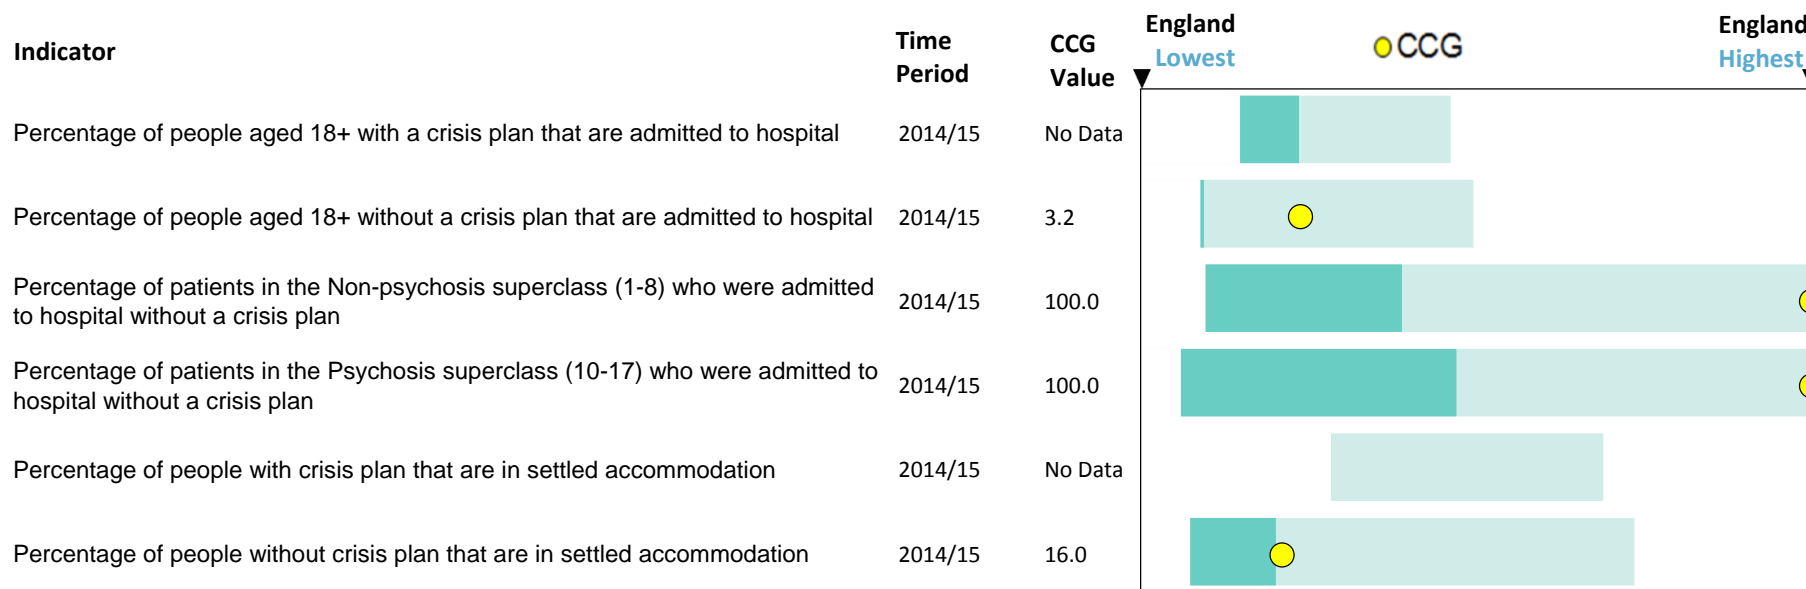 Indicator
Time
Period
CCG
Value
England
Lowest
CCG
England
Highest
Percentage of people aged 18+ with a crisis plan that are admitted to hospital 2014/15 No Data
Percentage of people aged 18+ without a crisis plan that are admitted to hospital 2014/15 3.2
Percentage of patients in the Non-psychosis superclass (1-8) who were admitted
to hospital without a crisis plan 2014/15 100.0
Percentage of patients in the Psychosis superclass (10-17) who were admitted to
hospital without a crisis plan 2014/15 100.0
Percentage of people with crisis plan that are in settled accommodation 2014/15 No Data
Percentage of people without crisis plan that are in settled accommodation 2014/15 16.0